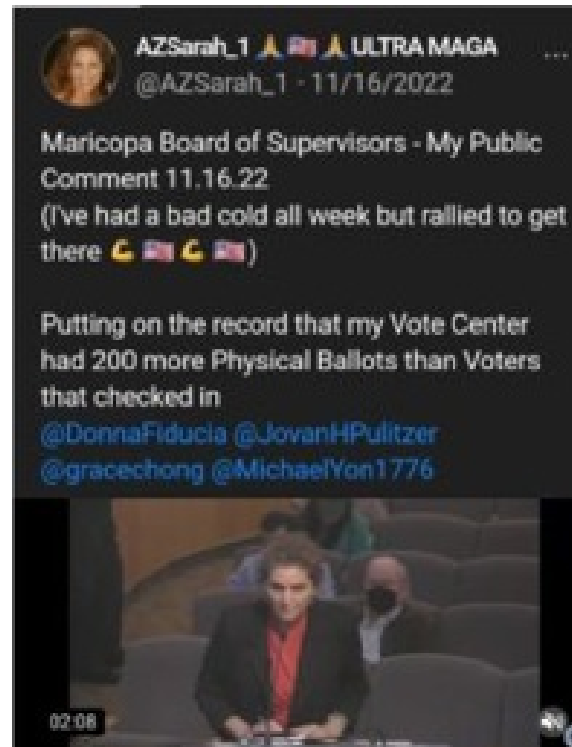 AZSarah_1 🙏 🇺🇸 🙏 ULTRA MAGA ...
@AZSarah_1 · 11/16/2022
Maricopa Board of Supervisors - My Public
Comment 11.16.22
(I've had a bad cold all week but rallied to get
there 💪 🇺🇸 💪 🇺🇸)
Putting on the record that my Vote Center
had 200 more Physical Ballots than Voters
that checked in
@DonnaFiducia @JovanHPulitzer
@gracechong @MichaelYon1776
02:08